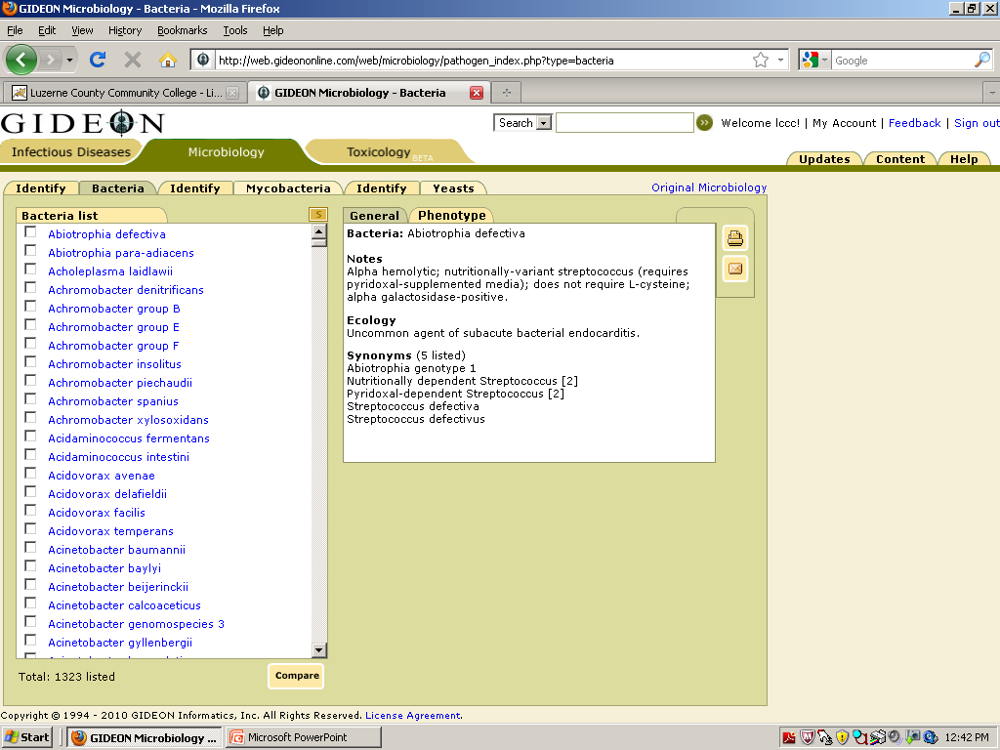 GIDEON Microbiology - Bacteria - Mozilla Firefox
File Edit View History Bookmarks Tools Help
http://web.gideononline.com/web/microbiology/pathogen_index.php?type=bacteria
Google
Luzerne County Community College - Li...
GIDEON Microbiology - Bacteria
GIDEON
Search
Welcome lccc! | My Account | Feedback | Sign out
Infectious Diseases
Microbiology
Toxicology BETA
Updates
Content
Help
Identify
Bacteria
Identify
Mycobacteria
Identify
Yeasts
Original Microbiology
Bacteria list
S
Abiotrophia defectiva
Abiotrophia para-adiacens
Acholeplasma laidlawii
Achromobacter denitrificans
Achromobacter group B
Achromobacter group E
Achromobacter group F
Achromobacter insolitus
Achromobacter piechaudii
Achromobacter spanius
Achromobacter xylosoxidans
Acidaminococcus fermentans
Acidaminococcus intestini
Acidovorax avenae
Acidovorax delafieldii
Acidovorax facilis
Acidovorax temperans
Acinetobacter baumannii
Acinetobacter baylyi
Acinetobacter beijerinckii
Acinetobacter calcoaceticus
Acinetobacter genomospecies 3
Acinetobacter gyllenbergii
Total: 1323 listed
Compare
General
Phenotype
Bacteria: Abiotrophia defectiva
Notes
Alpha hemolytic; nutritionally-variant streptococcus (requires
pyridoxal-supplemented media); does not require L-cysteine;
alpha galactosidase-positive.
Ecology
Uncommon agent of subacute bacterial endocarditis.
Synonyms (5 listed)
Abiotrophia genotype 1
Nutritionally dependent Streptococcus [2]
Pyridoxal-dependent Streptococcus [2]
Streptococcus defectiva
Streptococcus defectivus
Copyright © 1994 - 2010 GIDEON Informatics, Inc. All Rights Reserved. License Agreement.
Start
GIDEON Microbiology ...
Microsoft PowerPoint
12:42 PM